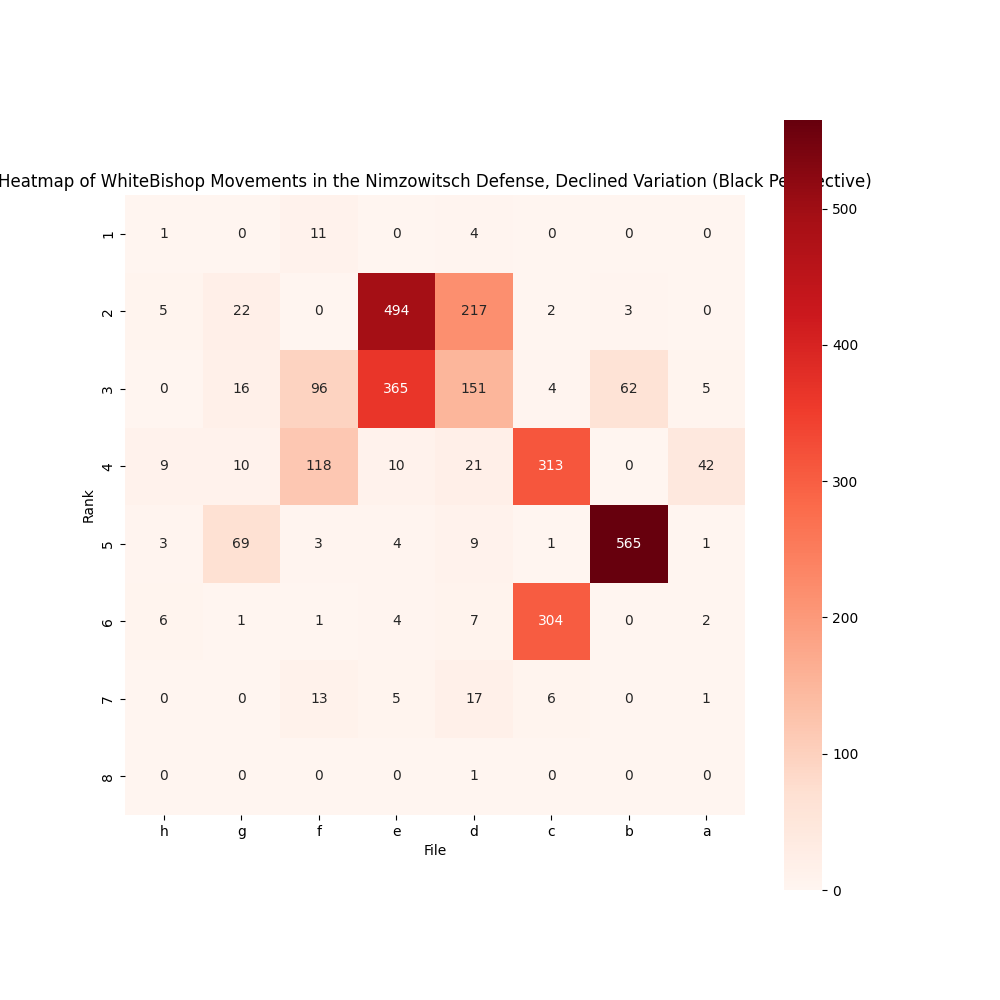 Heatmap of WhiteBishop Movements in the Nimzowitsch Defense, Declined Variation (Black Pe ective)
500
400
300
200
100
0
Rank
1 1 0 11 0 4 0 0 0
2 5 22 0 494 217 2 3 0
3 0 16 96 365 151 4 62 5
4 9 10 118 10 21 313 0 42
5 3 69 3 4 9 1 565 1
6 6 1 1 4 7 304 0 2
7 0 0 13 5 17 6 0 1
8 0 0 0 0 1 0 0 0
h g f e d c b a
File